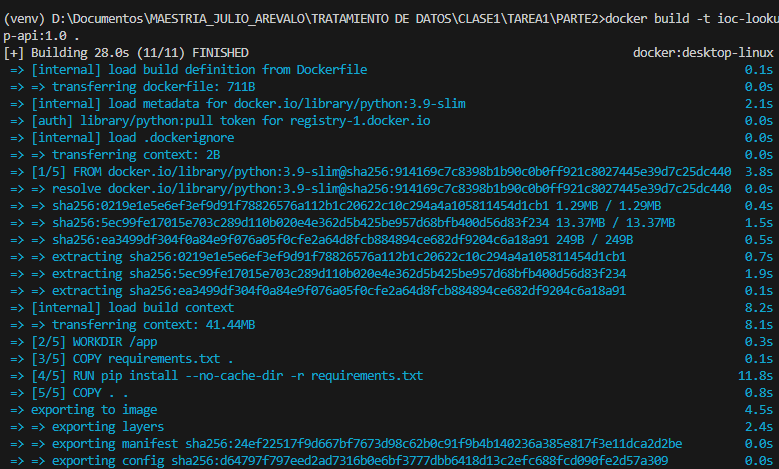 (venv) D:\Documentos\MAESTRIA_JULIO_AREVALO\TRATAMIENTO DE DATOS\CLASE1\TAREA1\PARTE2>docker build -t ioc-looku
p-api:1.0 .
[+] Building 28.0s (11/11) FINISHED docker:desktop-linux
=> [internal] load build definition from Dockerfile 0.1s
=> => transferring dockerfile: 711B 0.0s
=> [internal] load metadata for docker.io/library/python:3.9-slim 2.1s
=> [auth] library/python:pull token for registry-1.docker.io 0.0s
=> [internal] load .dockerignore 0.0s
=> => transferring context: 2B 0.0s
=> [1/5] FROM docker.io/library/python:3.9-slim@sha256:914169c7c8398b1b90c0b0ff921c8027445e39d7c25dc440 3.8s
=> => resolve docker.io/library/python:3.9-slim@sha256:914169c7c8398b1b90c0b0ff921c8027445e39d7c25dc440 0.0s
=> => sha256:0219e1e5e6ef3ef9d91f78826576a112b1c20622c10c294a4a105811454d1cb1 1.29MB / 1.29MB 0.4s
=> => sha256:5ec99fe17015e703c289d110b020e4e362d5b425be957d68bfb400d56d83f234 13.37MB / 13.37MB 1.5s
=> => sha256:ea3499df304f0a84e9f076a05f0cfe2a64d8fcb884894ce682df9204c6a18a91 249B / 249B 0.5s
=> => extracting sha256:0219e1e5e6ef3ef9d91f78826576a112b1c20622c10c294a4a105811454d1cb1 0.7s
=> => extracting sha256:5ec99fe17015e703c289d110b020e4e362d5b425be957d68bfb400d56d83f234 1.9s
=> => extracting sha256:ea3499df304f0a84e9f076a05f0cfe2a64d8fcb884894ce682df9204c6a18a91 0.1s
=> [internal] load build context 8.2s
=> => transferring context: 41.44MB 8.1s
=> [2/5] WORKDIR /app 0.3s
=> [3/5] COPY requirements.txt . 0.1s
=> [4/5] RUN pip install --no-cache-dir -r requirements.txt 11.8s
=> [5/5] COPY . . 0.8s
=> exporting to image 4.5s
=> => exporting layers 2.4s
=> => exporting manifest sha256:24ef22517f9d667bf7673d98c62b0c91f9b4b140236a385e817f3e11dca2d2be 0.0s
=> => exporting config sha256:d64797f797eed2ad7316b0e6bf3777dbb6418d13c2efc688fcd090fe2d57a309 0.0s